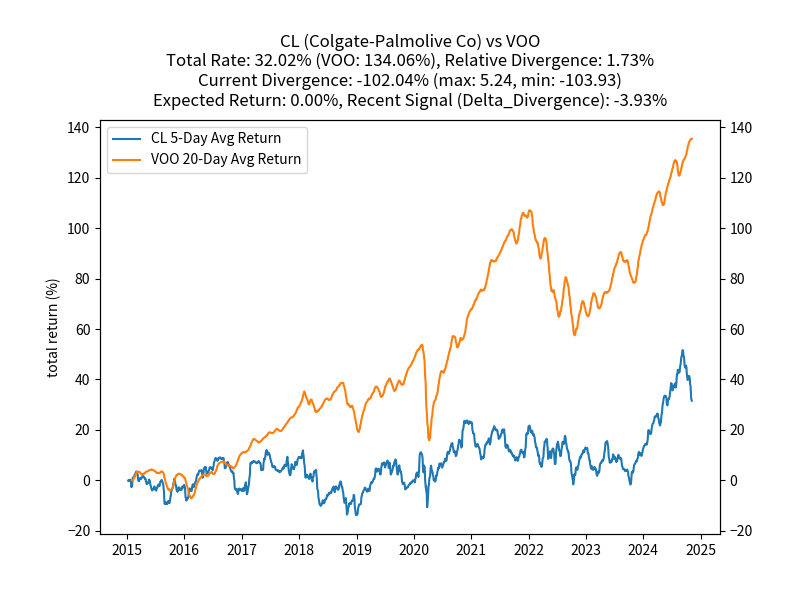 CL (Colgate-Palmolive Co) vs VOO
Total Rate: 32.02% (VOO: 134.06%), Relative Divergence: 1.73%
Current Divergence: -102.04% (max: 5.24, min: -103.93)
Expected Return: 0.00%, Recent Signal (Delta_Divergence): -3.93%
CL 5-Day Avg Return
VOO 20-Day Avg Return
total return (%)
140
120
100
80
60
40
20
0
−20
140
120
100
80
60
40
20
0
−20
2015 2016 2017 2018 2019 2020 2021 2022 2023 2024 2025